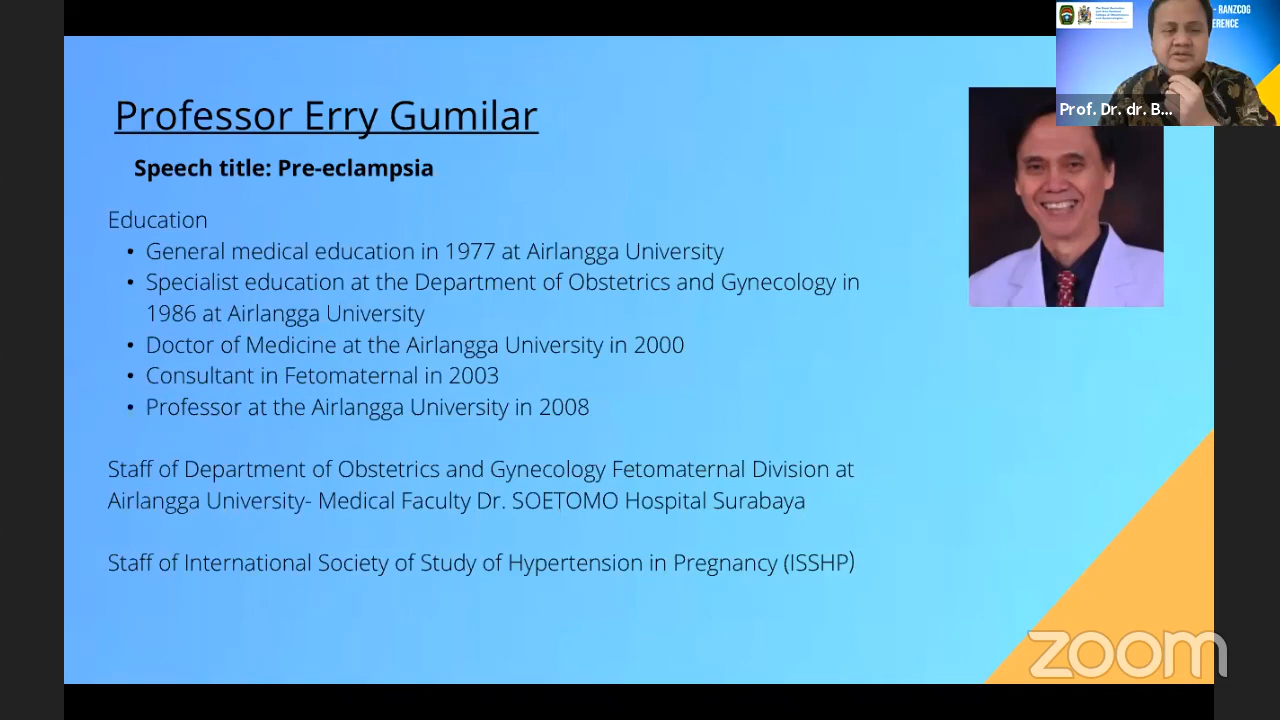 - RANZCOG
ERENCE
Prof. Dr. dr. B...
Professor Erry Gumilar
Speech title: Pre-eclampsia
Education
• General medical education in 1977 at Airlangga University
• Specialist education at the Department of Obstetrics and Gynecology in
1986 at Airlangga University
• Doctor of Medicine at the Airlangga University in 2000
• Consultant in Fetomaternal in 2003
• Professor at the Airlangga University in 2008
Staff of Department of Obstetrics and Gynecology Fetomaternal Division at
Airlangga University- Medical Faculty Dr. SOETOMO Hospital Surabaya
Staff of International Society of Study of Hypertension in Pregnancy (ISSHP)
zoom